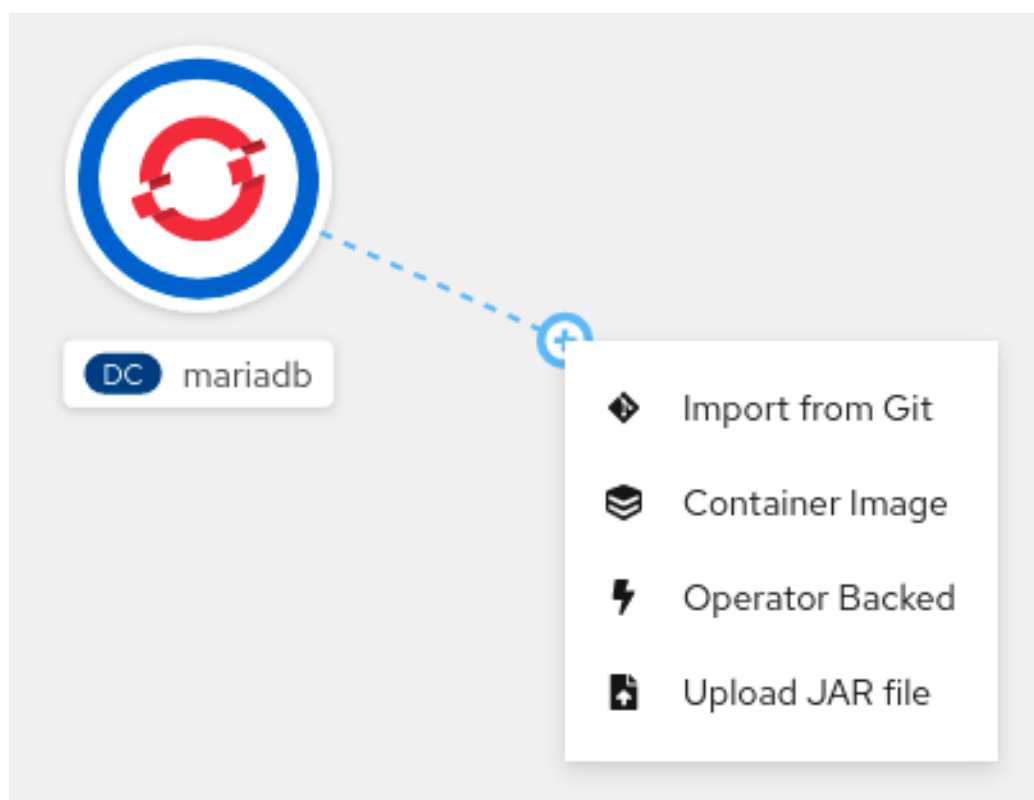 DC mariadb
Import from Git
Container Image
Operator Backed
Upload JAR file